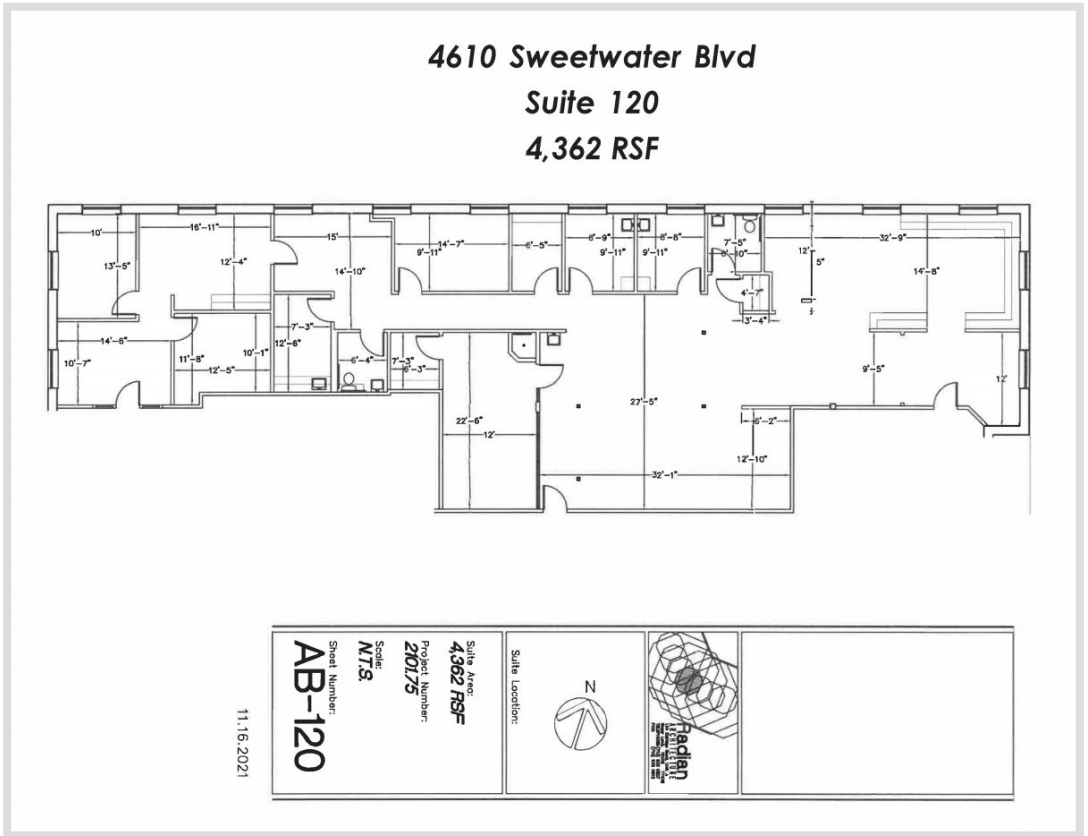 4610 Sweetwater Blvd
Suite 120
4,362 RSF
10'
13'-5"
16'-11"
12'-4"
15'
14'-10"
14'-7"
9'-11"
6'-5"
8'-9"
9'-11"
8'-8"
9'-11"
7'-5"
6'-10"
4'-7"
3'-4"
12'
5"
32'-9"
14'-8"
14'-6"
10'-7"
11'-8"
10'-1"
12'-5"
7'-3"
12'-6"
6'-4"
7'-3"
6'-3"
22'-6"
12'
27'-5"
32'-1"
6'-2"
12'-10"
9'-5"
12'
Sheet Number:
AB-120
Scale:
N.T.S.
Project Number:
2101.75
Suite Area:
4,362 RSF
Suite Location:
N
Radian
ARCHITECTURE
11.16.2021